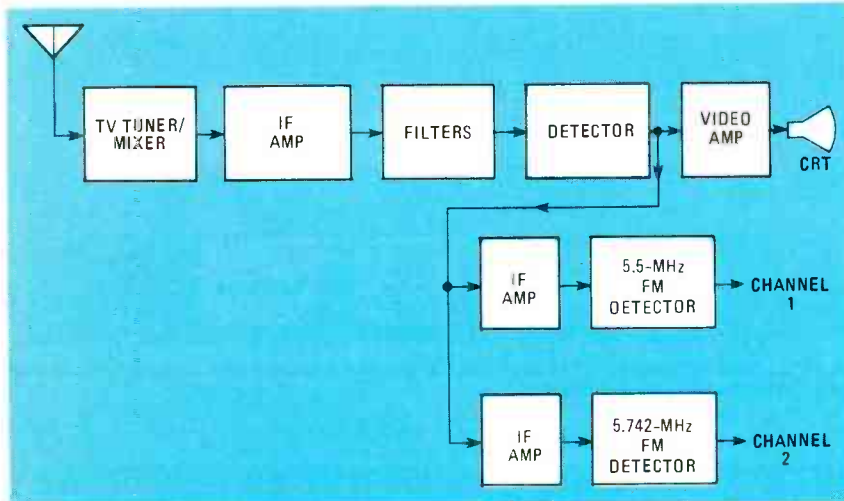 TV TUNER/
MIXER
IF
AMP
FILTERS
DETECTOR
VIDEO
AMP
CRT
IF
AMP
5.5-MHz
FM
DETECTOR
CHANNEL
1
IF
AMP
5.742-MHz
FM
DETECTOR
CHANNEL
2